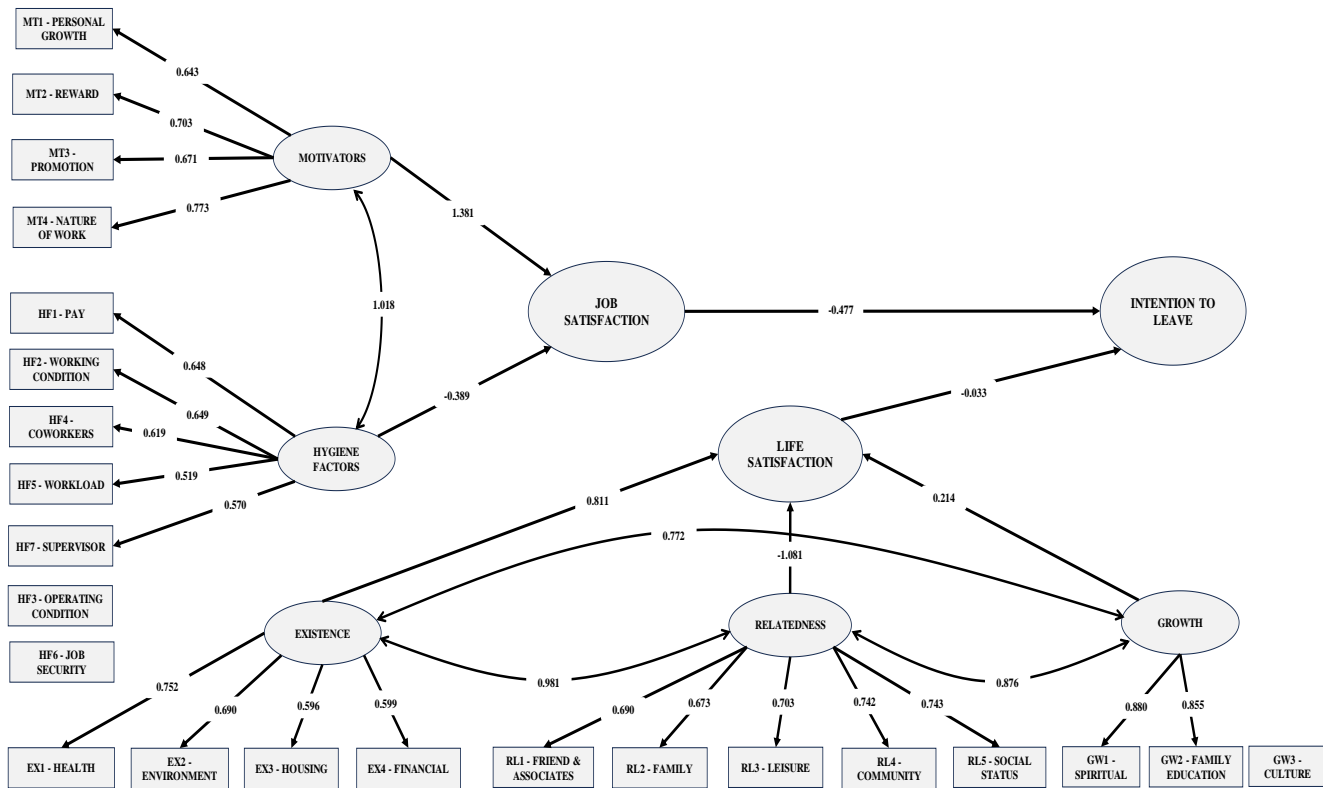 MT1 - PERSONAL
GROWTH
0.643
MT2 - REWARD
0.703
MT3 -
PROMOTION
0.671
MOTIVATORS
0.773
MT4 - NATURE
OF WORK
1.381
HF1 - PAY
1.018
JOB
SATISFACTION
-0.477
INTENTION TO
LEAVE
HF2 - WORKING
CONDITION
0.648
-0.389
-0.033
HF4 -
COWORKERS
0.649
0.619
HYGIENE
FACTORS
LIFE
SATISFACTION
HF5 - WORKLOAD
0.519
0.570
0.811
0.214
HF7 - SUPERVISOR
0.772
-1.081
HF3 - OPERATING
CONDITION
EXISTENCE
RELATEDNESS
GROWTH
HF6 - JOB
SECURITY
0.752
0.690
0.596
0.599
0.981
0.690
0.673
0.703
0.742
0.743
0.876
0.880
0.855
EX1 - HEALTH
EX2 -
ENVIRONMENT
EX3 - HOUSING
EX4 - FINANCIAL
RL1 - FRIEND &
ASSOCIATES
RL2 - FAMILY
RL3 - LEISURE
RL4 -
COMMUNITY
RL5 - SOCIAL
STATUS
GW1 -
SPIRITUAL
GW2 - FAMILY
EDUCATION
GW3 -
CULTURE